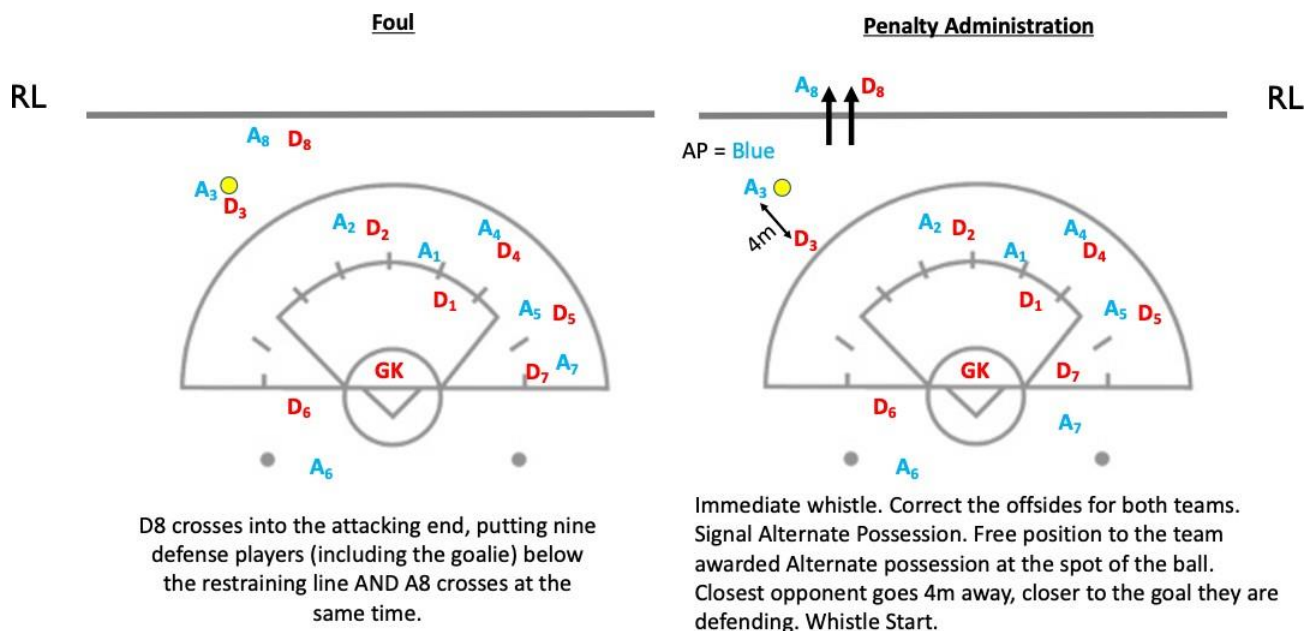 Foul
RL
A8 D8
A3
D3
A2 D2
A4
A1
D4
D1
A5 D5
GK
D7 A7
D6
A6
D8 crosses into the attacking end, putting nine
defense players (including the goalie) below
the restraining line AND A8 crosses at the
same time.
Penalty Administration
A8 D8
RL
AP = Blue
A3
4m
D3
A2 D2
A4
A1
D4
D1
A5 D5
GK
D7
D6
A7
A6
Immediate whistle. Correct the offsides for both teams.
Signal Alternate Possession. Free position to the team
awarded Alternate possession at the spot of the ball.
Closest opponent goes 4m away, closer to the goal they are
defending. Whistle Start.